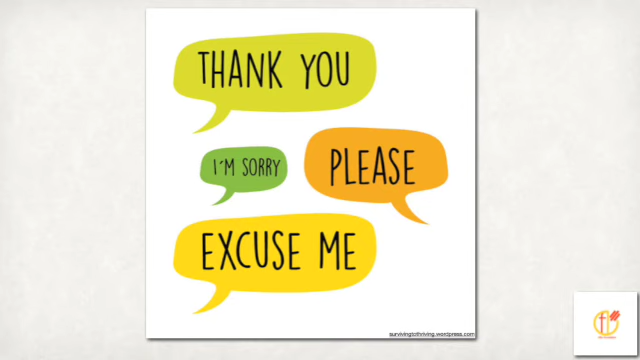 THANK YOU
I'M SORRY
PLEASE
EXCUSE ME
survivingtothriving.wordpress.com